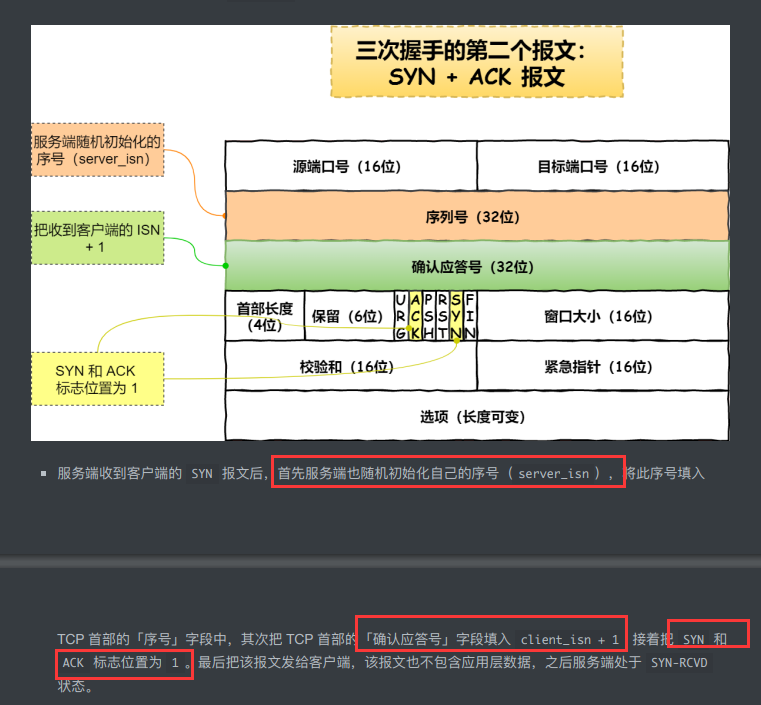 三次握手的第二个报文：
SYN + ACK 报文
服务端随机初始化的
序号（server_isn）
源端口号（16位）
目标端口号（16位）
把收到客户端的 ISN
+ 1
序列号（32位）
确认应答号（32位）
首部长度
（4位）
保留（6位）
URG
ACK
PSH
RST
SYN
FIN
窗口大小（16位）
SYN 和 ACK
标志位置为 1
校验和（16位）
紧急指针（16位）
选项（长度可变）
服务端收到客户端的 SYN 报文后，首先服务端也随机初始化自己的序号（ server_isn ），将此序号填入
TCP 首部的「序号」字段中，其次把 TCP 首部的「确认应答号」字段填入 client_isn + 1 接着把 SYN 和
ACK 标志位置为 1 。最后把该报文发给客户端，该报文也不包含应用层数据，之后服务端处于 SYN-RCVD
状态。